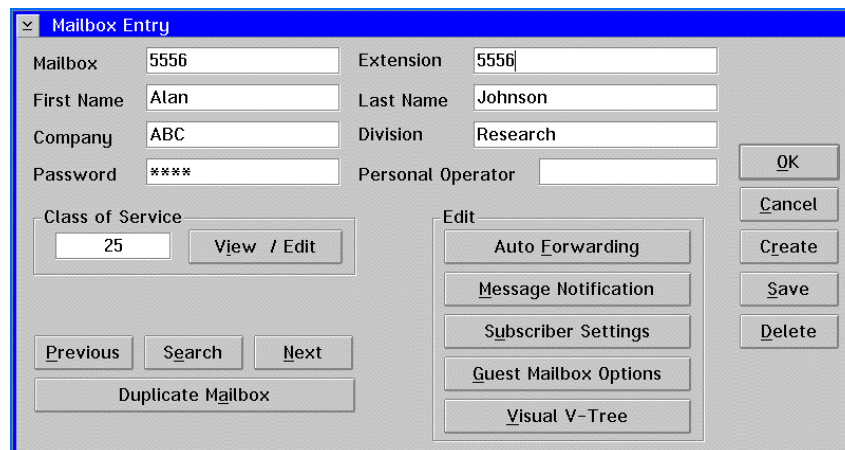 Mailbox Entry
Mailbox 5556 Extension 5556
First Name Alan Last Name Johnson
Company ABC Division Research
Password **** Personal Operator
OK
Cancel
Create
Save
Delete
Class of Service
25 View / Edit
Edit
Auto Forwarding
Message Notification
Subscriber Settings
Guest Mailbox Options
Visual V-Tree
Previous Search Next
Duplicate Mailbox